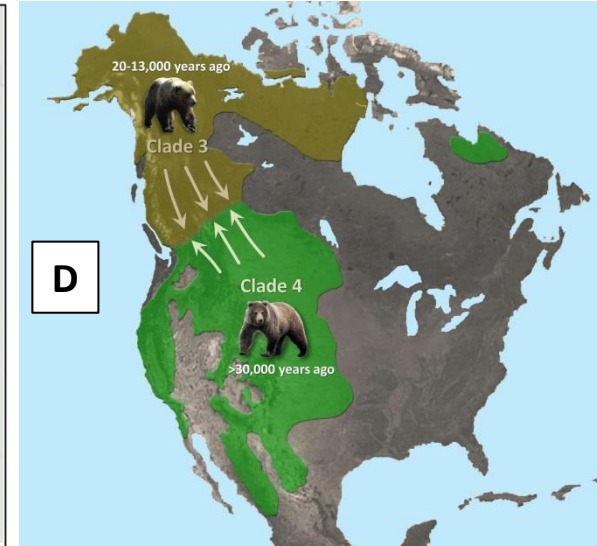 20-13,000 years ago
Clade 3
D
Clade 4
>30,000 years ago